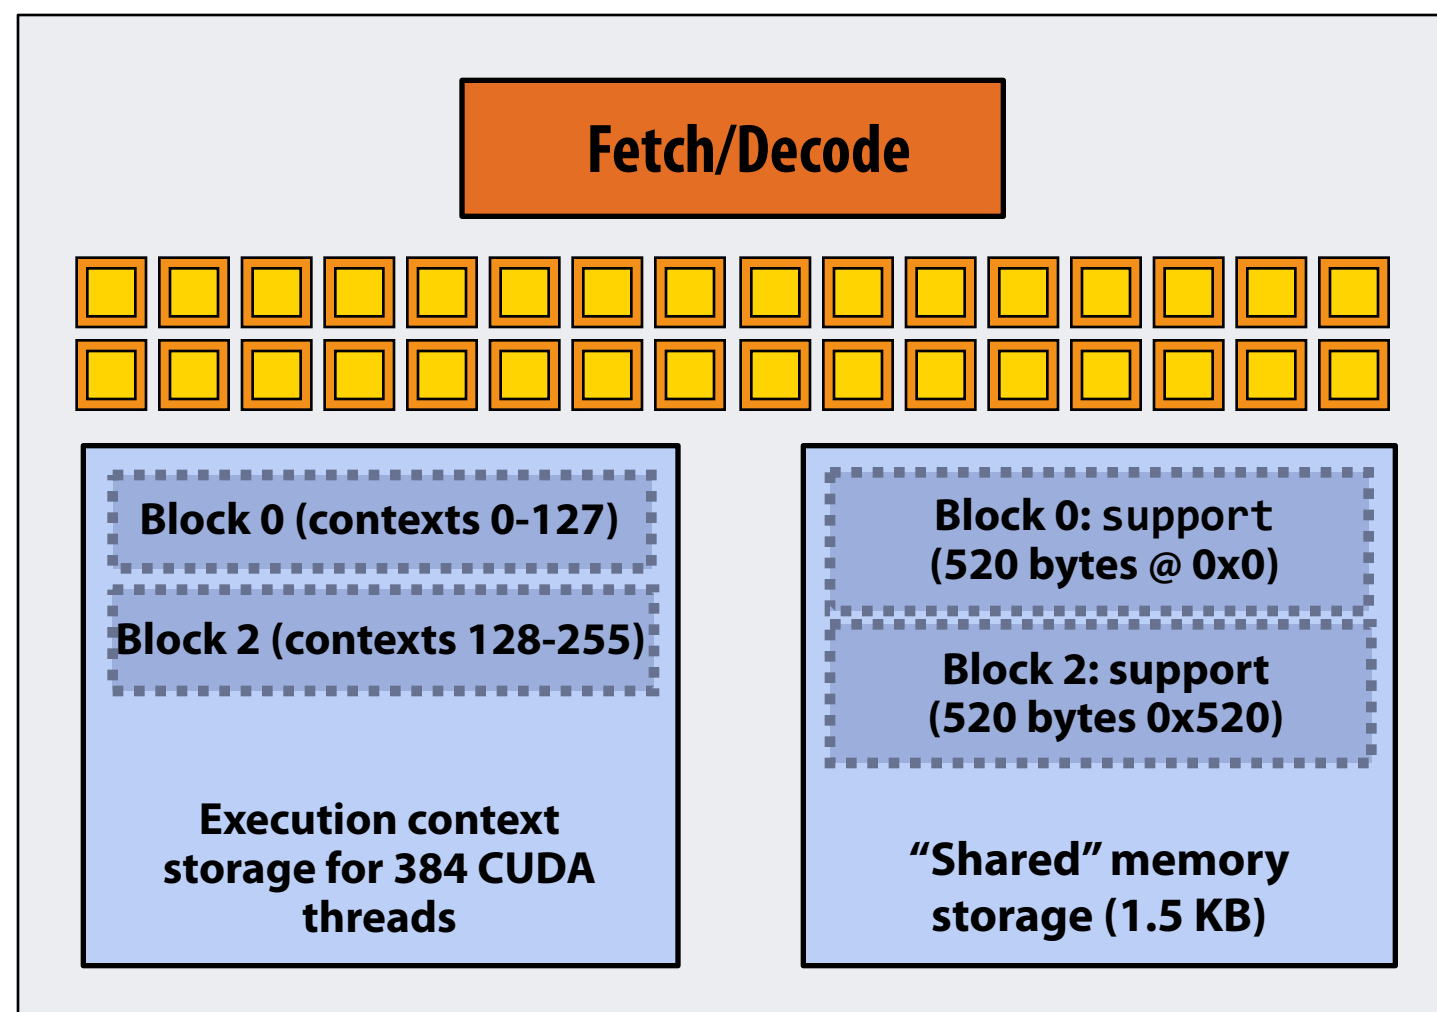 Fetch/Decode
Block 0 (contexts 0-127)
Block 2 (contexts 128-255)
Execution context
storage for 384 CUDA
threads
Block 0: support
(520 bytes @ 0x0)
Block 2: support
(520 bytes 0x520)
“Shared” memory
storage (1.5 KB)